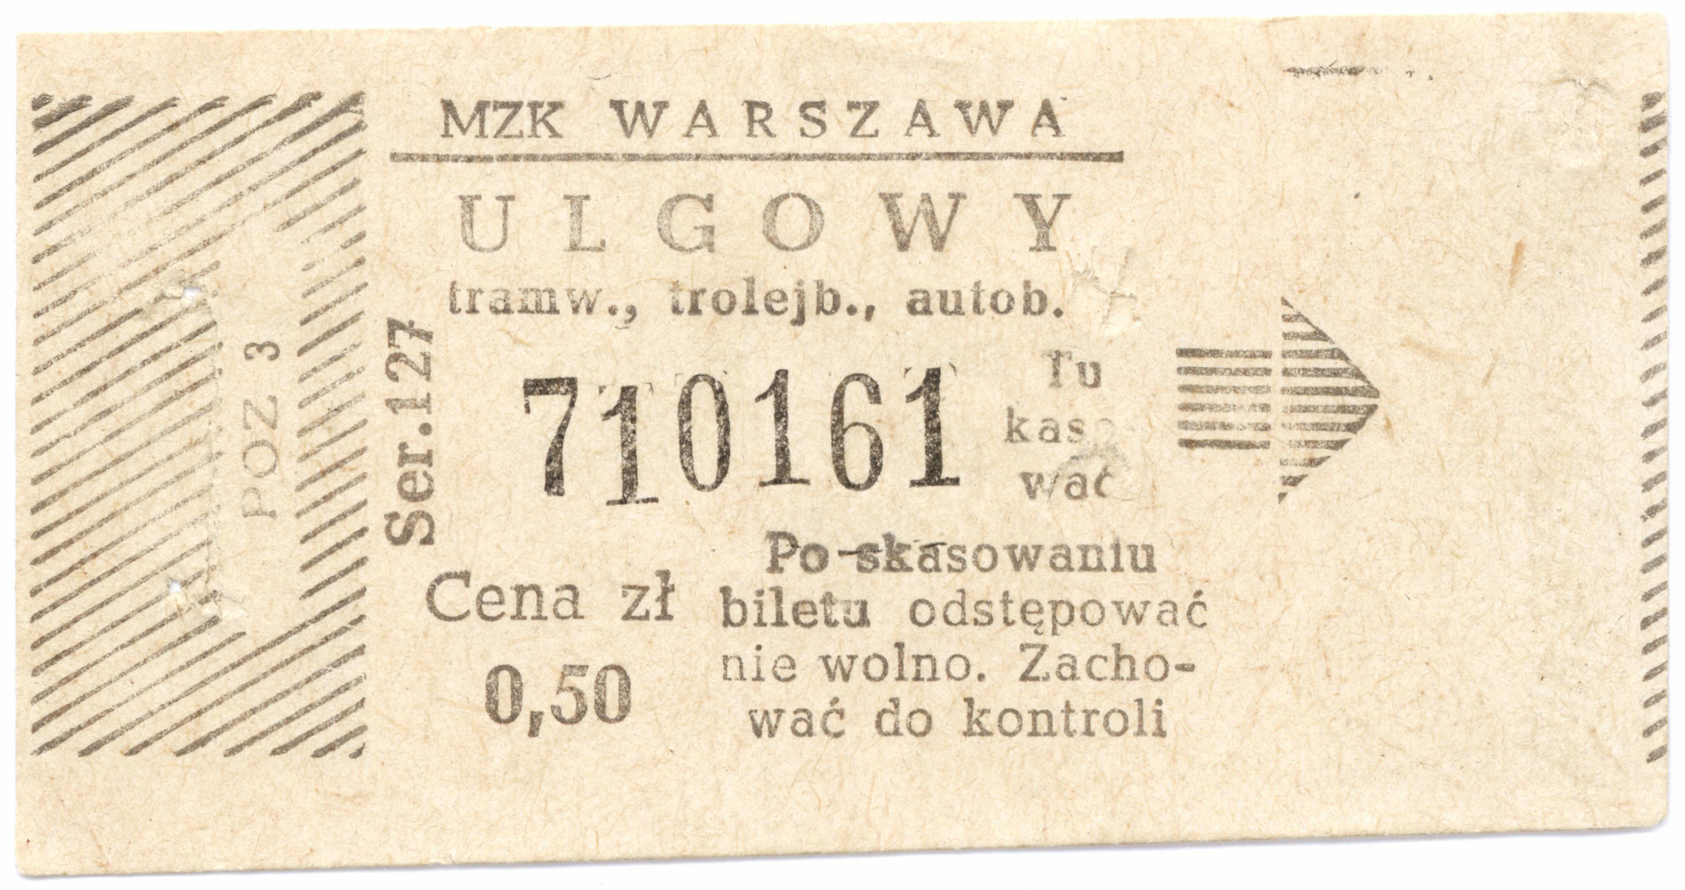 MZK WARSZAWA
ULGOWY
tramw., trolejb., autob.
POZ 3
Ser.127
710161
Tu
kaso
wać
Cena zł
0,50
Po skasowaniu
biletu odstępować
nie wolno. Zacho-
wać do kontroli